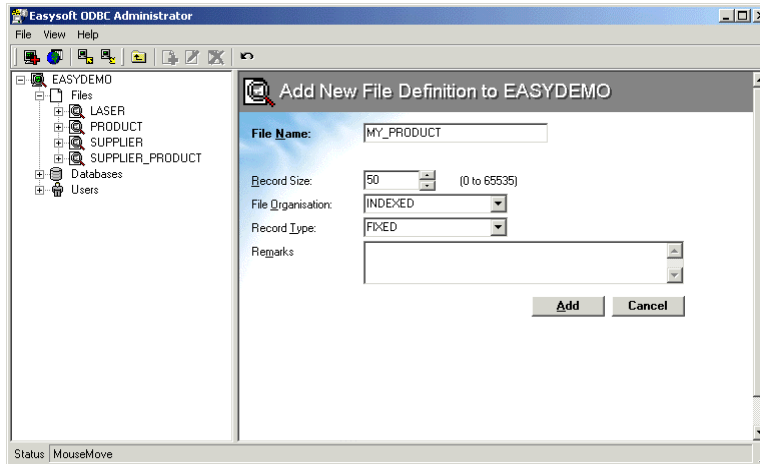 Easysoft ODBC Administrator
File View Help
EASYDEMO
Files
LASER
PRODUCT
SUPPLIER
SUPPLIER_PRODUCT
Databases
Users
Add New File Definition to EASYDEMO
File Name: MY_PRODUCT
Record Size: 50 (0 to 65535)
File Organisation: INDEXED
Record Type: FIXED
Remarks
Add Cancel
Status MouseMove